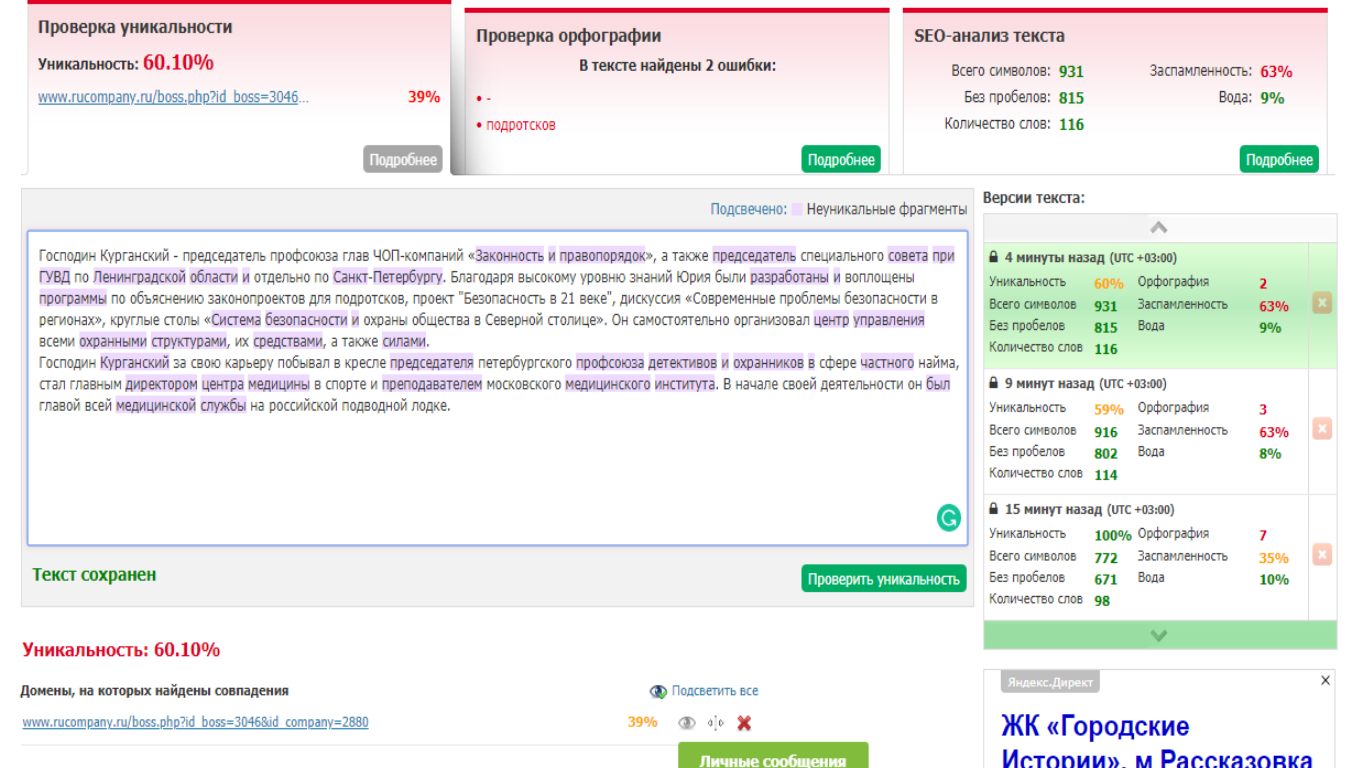 Проверка уникальности
Уникальность: 60.10%
www.rucompany.ru/boss.php?id_boss=3046... 39%
Подробнее
Проверка орфографии
В тексте найдены 2 ошибки:
• -
• подротсков
Подробнее
SEO-анализ текста
Всего символов: 931 Заспамленность: 63%
Без пробелов: 815 Вода: 9%
Количество слов: 116
Подробнее
Подсвечено: Неуникальные фрагменты
Господин Курганский - председатель профсоюза глав ЧОП-компаний «Законность и правопорядок», а также председатель специального совета при
ГУВД по Ленинградской области и отдельно по Санкт-Петербургу. Благодаря высокому уровню знаний Юрия были разработаны и воплощены
программы по объяснению законопроектов для подротсков, проект "Безопасность в 21 веке", дискуссия «Современные проблемы безопасности в
регионах», круглые столы «Система безопасности и охраны общества в Северной столице». Он самостоятельно организовал центр управления
всеми охранными структурами, их средствами, а также силами.
Господин Курганский за свою карьеру побывал в кресле председателя петербургского профсоюза детективов и охранников в сфере частного найма,
стал главным директором центра медицины в спорте и преподавателем московского медицинского института. В начале своей деятельности он был
главой всей медицинской службы на российской подводной лодке.
Текст сохранен
Проверить уникальность
Версии текста:
4 минуты назад (UTC +03:00)
Уникальность 60% Орфография 2
Всего символов 931 Заспамленность 63%
Без пробелов 815 Вода 9%
Количество слов 116
9 минут назад (UTC +03:00)
Уникальность 59% Орфография 3
Всего символов 916 Заспамленность 63%
Без пробелов 802 Вода 8%
Количество слов 114
15 минут назад (UTC +03:00)
Уникальность 100% Орфография 7
Всего символов 772 Заспамленность 35%
Без пробелов 671 Вода 10%
Количество слов 98
Уникальность: 60.10%
Домены, на которых найдены совпадения Подсветить все
www.rucompany.ru/boss.php?id_boss=3046&id_company=2880 39%
Личные сообщения
Яндекс.Директ
ЖК «Городские
Истории», м Рассказовка